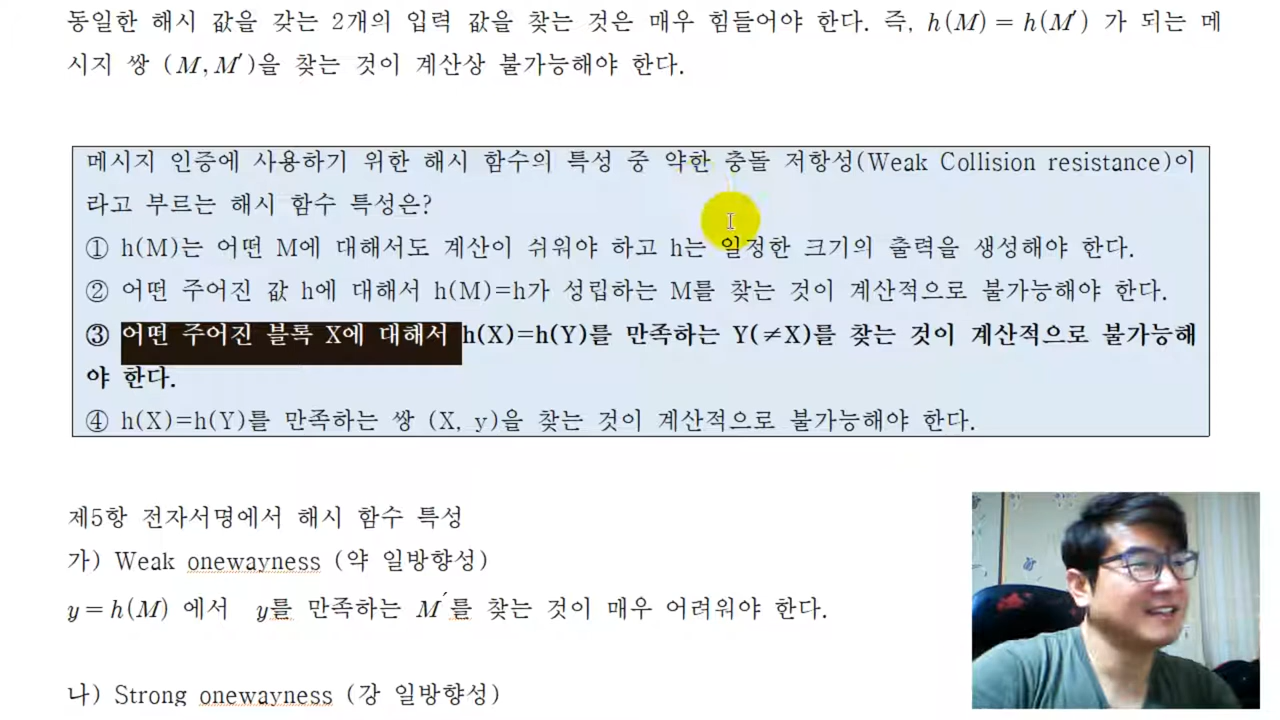 동일한 해시 값을 갖는 2개의 입력 값을 찾는 것은 매우 힘들어야 한다. 즉, h(M) = h(M′) 가 되는 메
시지 쌍 (M, M′)을 찾는 것이 계산상 불가능해야 한다.
메시지 인증에 사용하기 위한 해시 함수의 특성 중 약한 충돌 저항성(Weak Collision resistance)이
라고 부르는 해시 함수 특성은?
① h(M)는 어떤 M에 대해서도 계산이 쉬워야 하고 h는 일정한 크기의 출력을 생성해야 한다.
② 어떤 주어진 값 h에 대해서 h(M)=h가 성립하는 M를 찾는 것이 계산적으로 불가능해야 한다.
③ 어떤 주어진 블록 X에 대해서 h(X)=h(Y)를 만족하는 Y(≠X)를 찾는 것이 계산적으로 불가능해
야 한다.
④ h(X)=h(Y)를 만족하는 쌍 (X, y)을 찾는 것이 계산적으로 불가능해야 한다.
제5항 전자서명에서 해시 함수 특성
가) Weak onewayness (약 일방향성)
y = h(M) 에서 y를 만족하는 M′를 찾는 것이 매우 어려워야 한다.
나) Strong onewayness (강 일방향성)